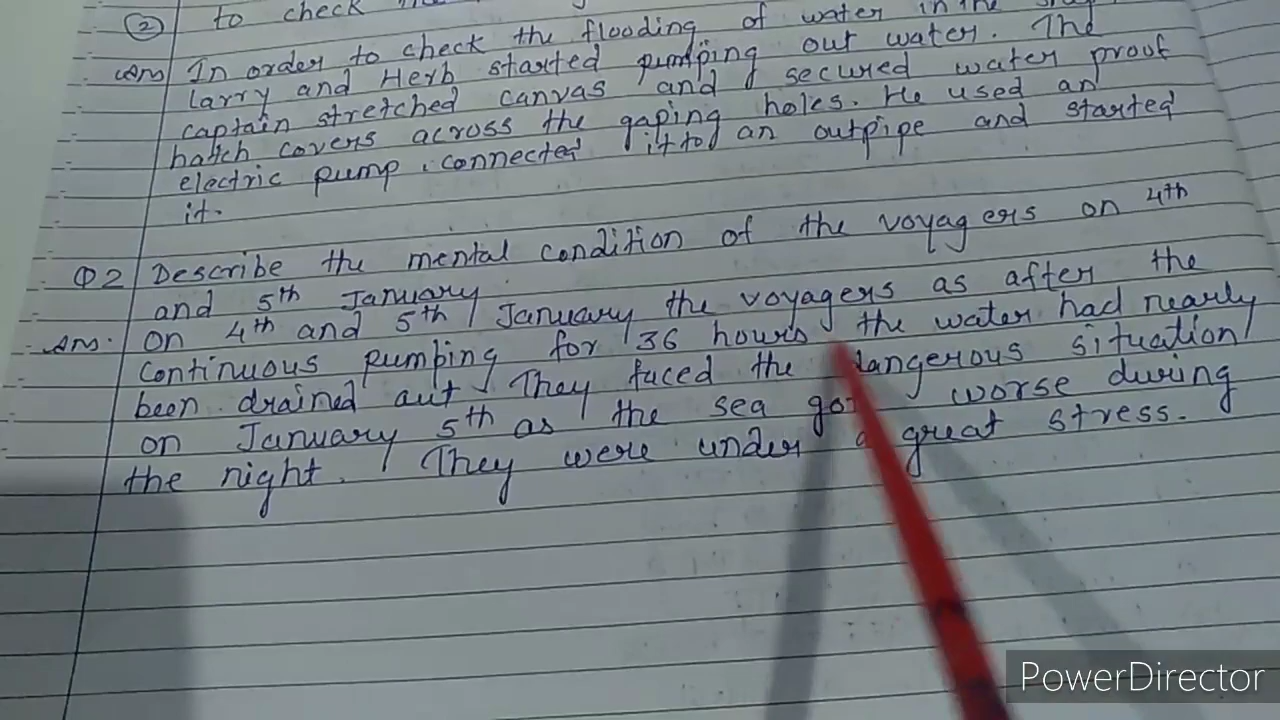 ② to check
Ans In order to check the flooding of water in the
Larry and Herb started pumping out water. The
captain stretched canvas and secured water proof
hatch covers across the gaping holes. He used an
electric pump, connected it to an outpipe and started
it.
Q2 Describe the mental condition of the voyagers on 4th
and 5th January.
Ans. On 4th and 5th January the voyagers as after the
continuous pumping for 36 hours the water had nearly
been drained aut. They faced the dangerous situation
on January 5th as the sea got worse during
the night. They were under a great stress.
PowerDirector